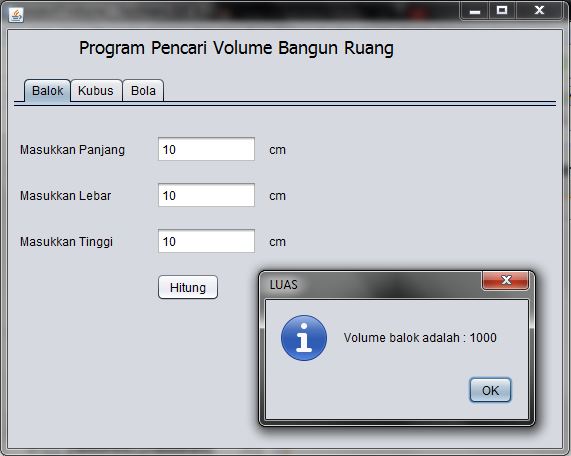 Program Pencari Volume Bangun Ruang
Balok Kubus Bola
Masukkan Panjang 10 cm
Masukkan Lebar 10 cm
Masukkan Tinggi 10 cm
Hitung
LUAS
Volume balok adalah : 1000
OK